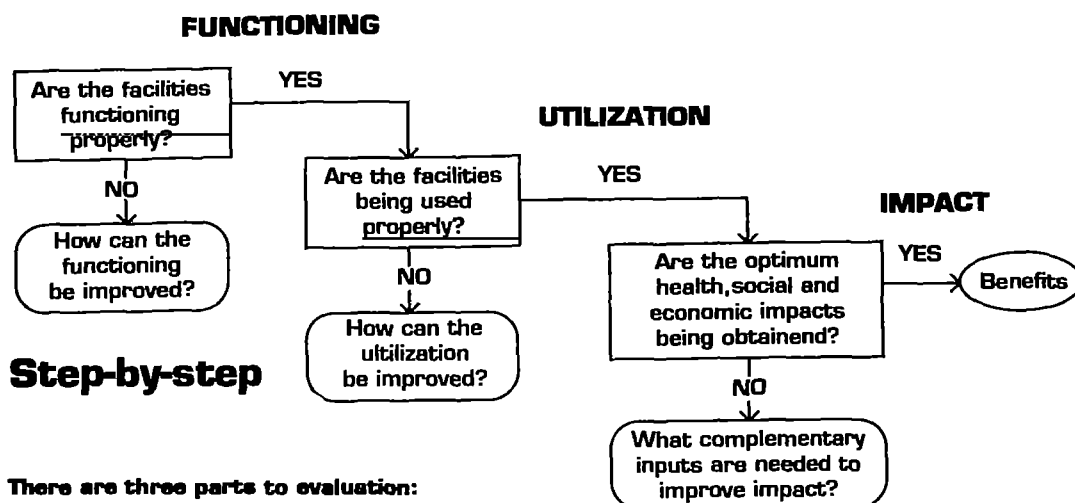 FUNCTIONING
Are the facilities
functioning
properly?
YES
NO
How can the
functioning
be improved?
UTILIZATION
Are the facilities
being used
properly?
YES
NO
How can the
ultilization
be improved?
IMPACT
Are the optimum
health, social and
economic impacts
being obtainend?
YES
Benefits
NO
What complementary
inputs are needed to
improve impact?
Step-by-step
There are three parts to evaluation: